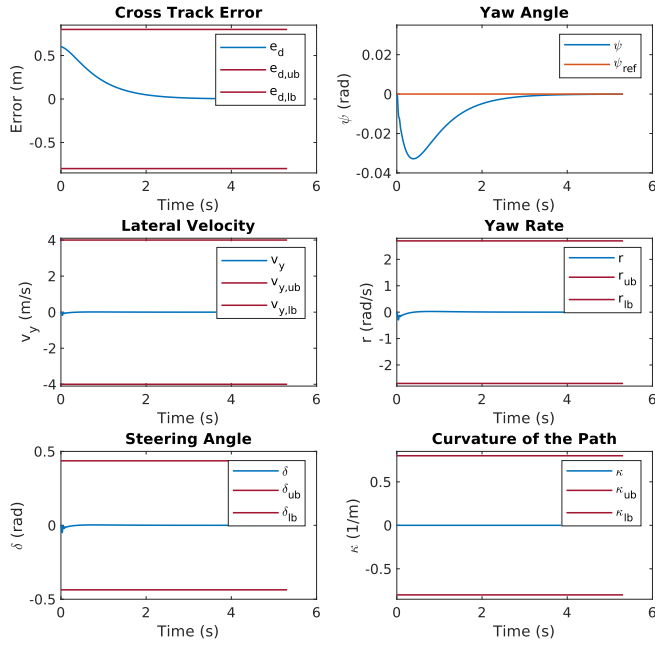 Cross Track Error
Error (m)
0.5
0
-0.5
0
2
4
6
Time (s)
e_d
e_d,ub
e_d,lb
Yaw Angle
ψ (rad)
0.02
0
-0.02
-0.04
0
2
4
6
Time (s)
ψ
ψ_ref
Lateral Velocity
v_y (m/s)
4
2
0
-2
-4
0
2
4
6
Time (s)
v_y
v_y,ub
v_y,lb
Yaw Rate
r (rad/s)
2
1
0
-1
-2
0
2
4
6
Time (s)
r
r_ub
r_lb
Steering Angle
δ (rad)
0.5
0
-0.5
0
2
4
6
Time (s)
δ
δ_ub
δ_lb
Curvature of the Path
κ (1/m)
0.5
0
-0.5
0
2
4
6
Time (s)
κ
κ_ub
κ_lb